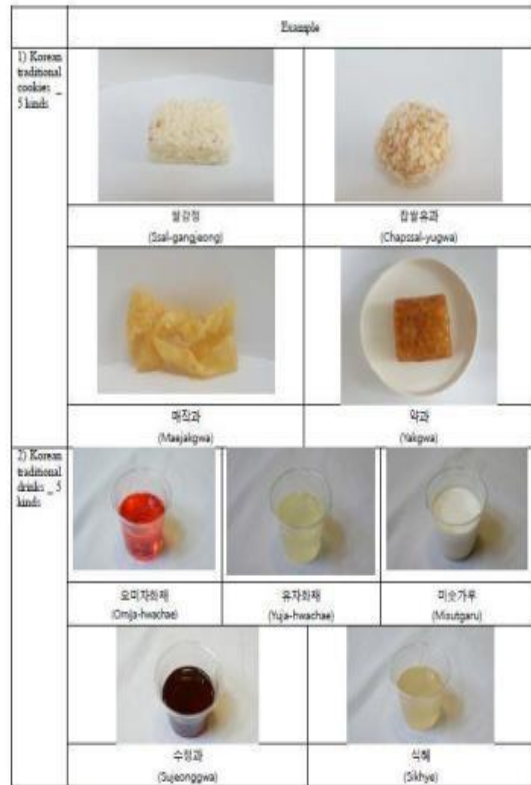 Example
1) Korean
traditional
cookies _
5 kinds
쌀강정
(Ssal-gangjeong)
찹쌀유과
(Chapssal-yugwa)
매작과
(Maejakgwa)
약과
(Yakgwa)
2) Korean
traditional
drinks _ 5
kinds
오미자화채
(Omija-hwachae)
유자화채
(Yuja-hwachae)
미숫가루
(Misutgaru)
수정과
(Sujeonggwa)
식혜
(Sikhye)